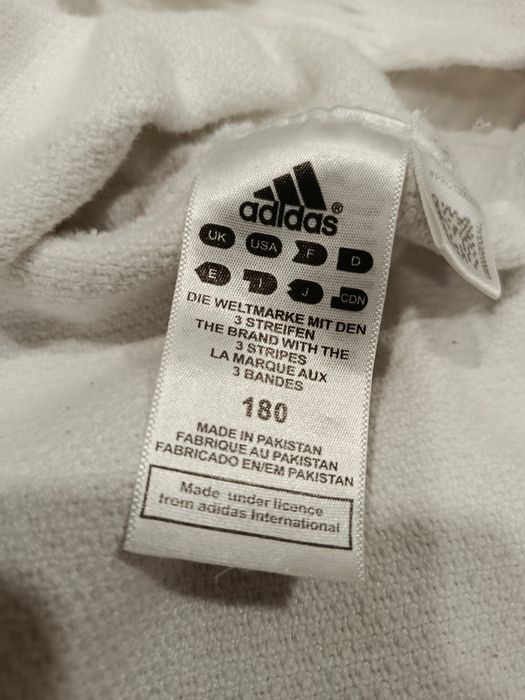 adidas®
UK USA F D
E I J CDN
DIE WELTMARKE MIT DEN
3 STREIFEN
THE BRAND WITH THE
3 STRIPES
LA MARQUE AUX
3 BANDES
180
MADE IN PAKISTAN
FABRIQUE AU PAKISTAN
FABRICADO EN/EM PAKISTAN
Made under licence
from adidas International